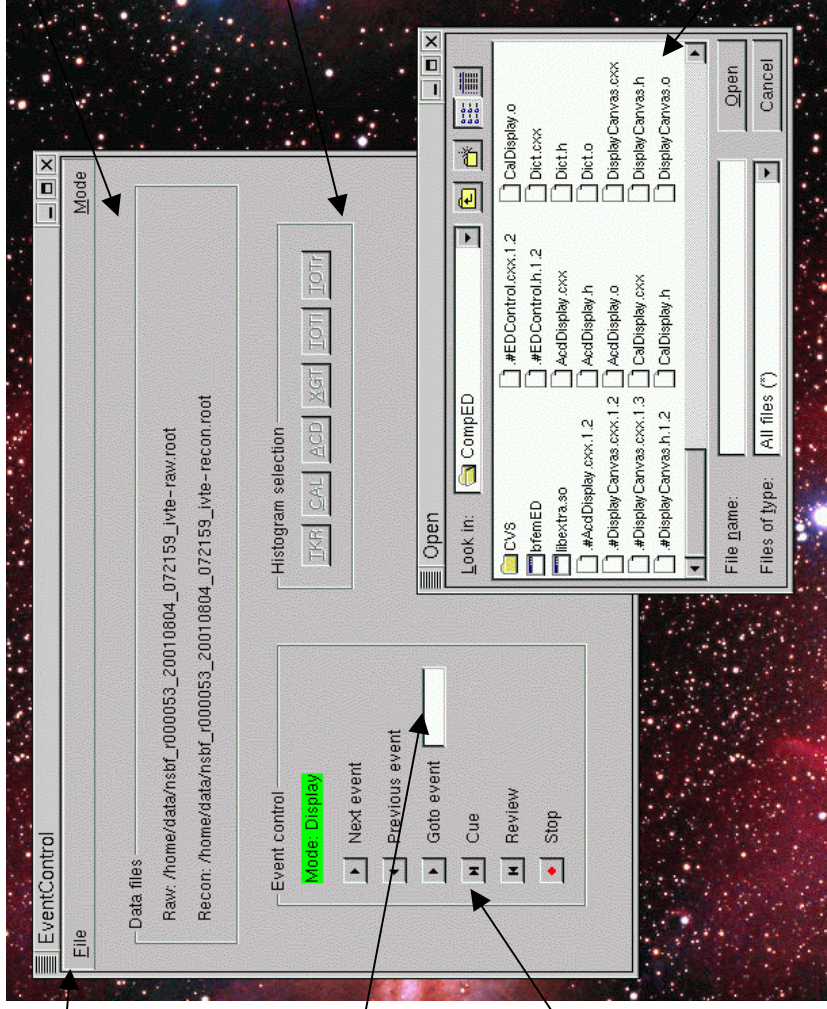 EventControl
File
Mode
Data files
Raw: /home/data/nsbf_r000053_20010804_072159_ivte-raw.root
Recon: /home/data/nsbf_r000053_20010804_072159_ivte-recon.root
Event control
Mode: Display
Next event
Previous event
Goto event
Cue
Review
Stop
Histogram selection
TKR CAL ACD XGT IOTl IOTr
Open
Look in: CompED
CVS
bfemED
libextra.so
.#AcdDisplay.cxx.1.2
.#DisplayCanvas.cxx.1.2
.#DisplayCanvas.cxx.1.3
.#DisplayCanvas.h.1.2
.#EDControl.cxx.1.2
.#EDControl.h.1.2
AcdDisplay.cxx
AcdDisplay.h
AcdDisplay.o
CalDisplay.cxx
CalDisplay.h
CalDisplay.o
Dict.cxx
Dict.h
Dict.o
DisplayCanvas.cxx
DisplayCanvas.h
DisplayCanvas.o
File name:
Open
Files of type: All files (*)
Cancel